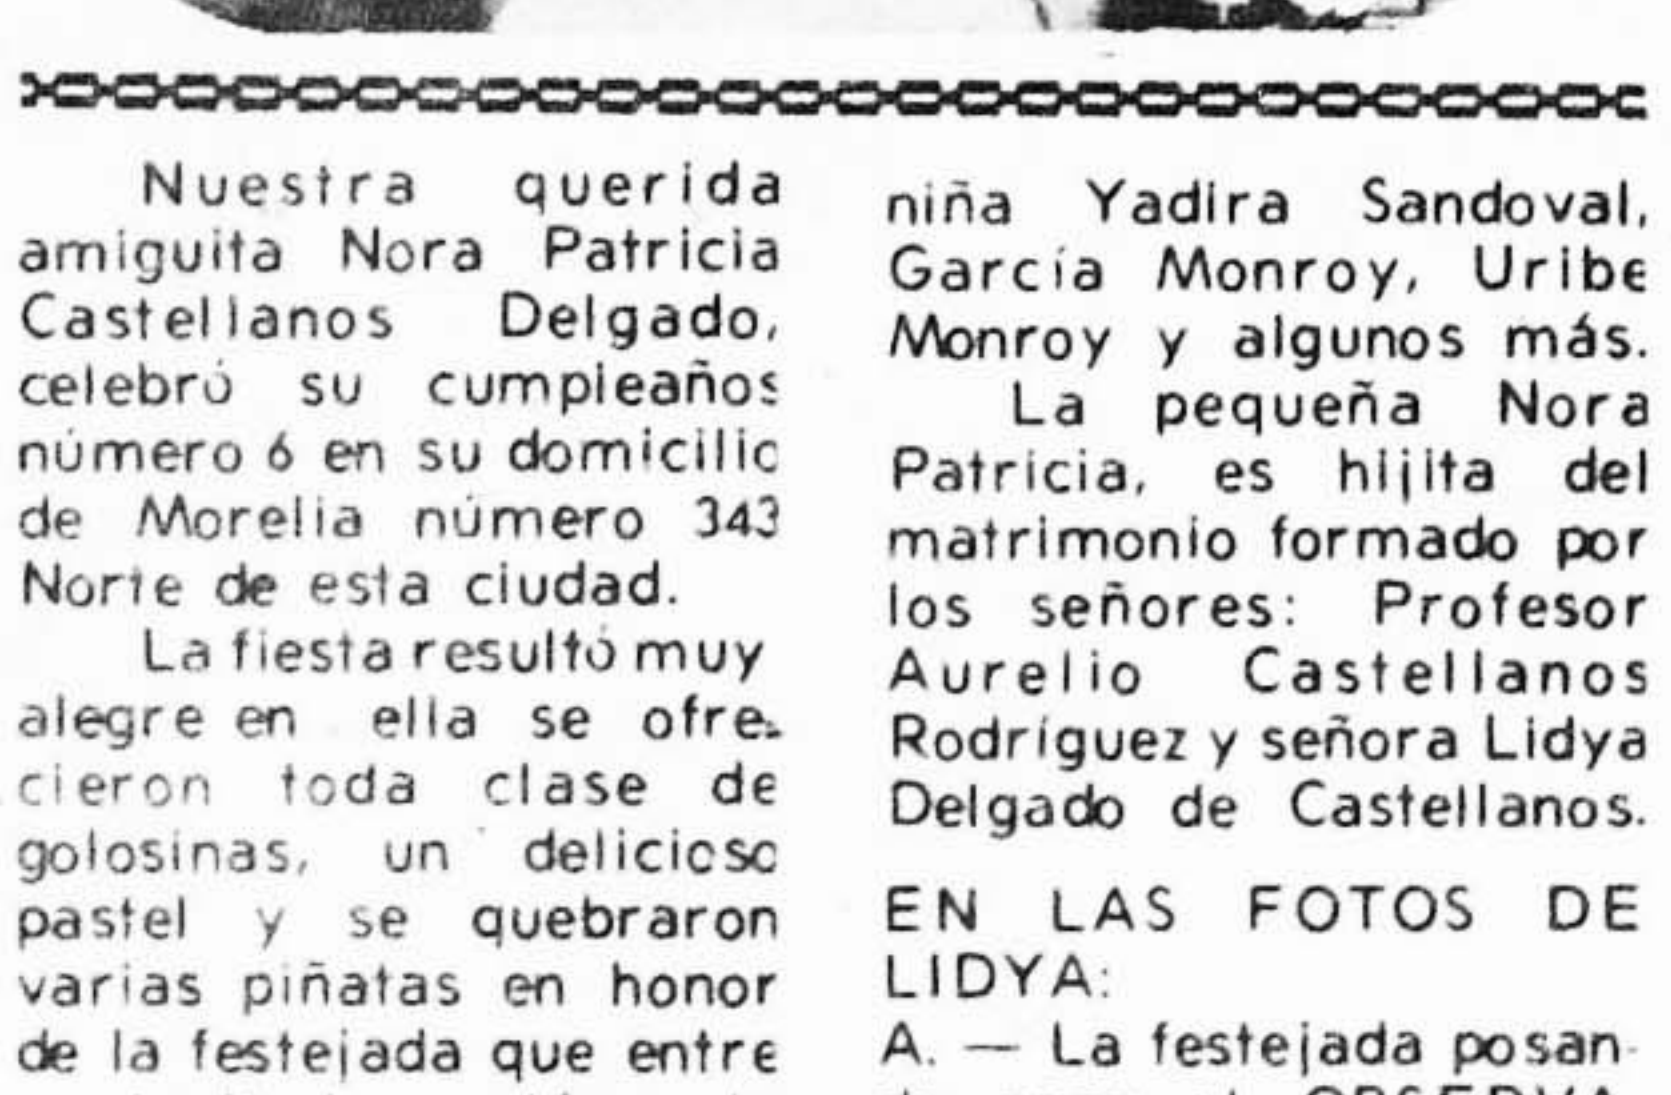 Nuestra querida
amiguita Nora Patricia
Castellanos Delgado,
celebró su cumpleaños
número 6 en su domicilio
de Morelia número 343
Norte de esta ciudad.
La fiesta resultó muy
alegre en ella se ofre-
cieron toda clase de
golosinas, un delicioso
pastel y se quebraron
varias piñatas en honor
de la festejada que entre
niña Yadira Sandoval,
García Monroy, Uribe
Monroy y algunos más.
La pequeña Nora
Patricia, es hijita del
matrimonio formado por
los señores: Profesor
Aurelio Castellanos
Rodríguez y señora Lidya
Delgado de Castellanos.
EN LAS FOTOS DE
LIDYA:
A. — La festejada posan-